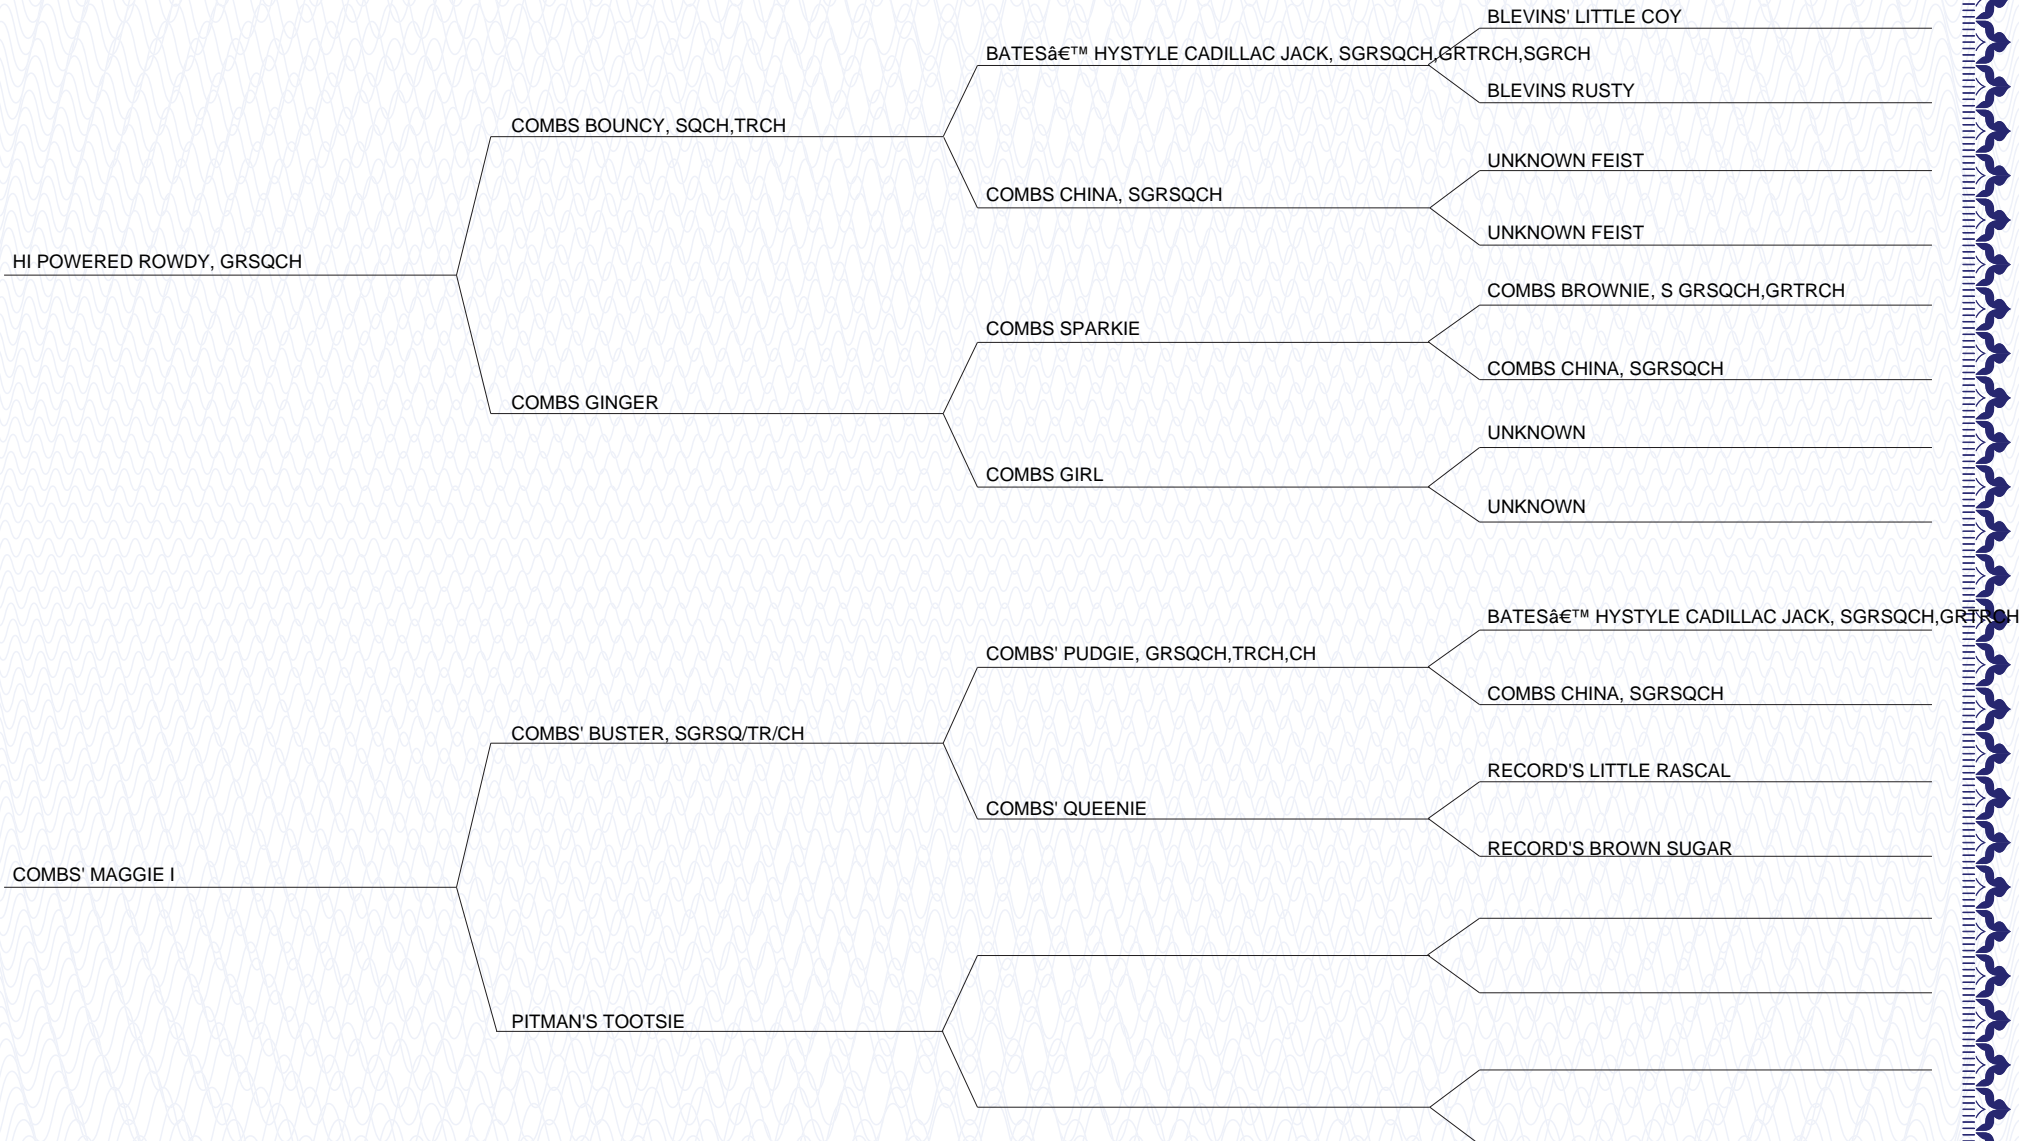 BLEVINS' LITTLE COY
BATESâ€™ HYSTYLE CADILLAC JACK, SGRSQCH,GRTRCH,SGRCH
BLEVINS RUSTY
COMBS BOUNCY, SQCH,TRCH
UNKNOWN FEIST
COMBS CHINA, SGRSQCH
UNKNOWN FEIST
HI POWERED ROWDY, GRSQCH
COMBS BROWNIE, S GRSQCH,GRTRCH
COMBS SPARKIE
COMBS CHINA, SGRSQCH
COMBS GINGER
UNKNOWN
COMBS GIRL
UNKNOWN
BATESâ€™ HYSTYLE CADILLAC JACK, SGRSQCH,GRTRCH
COMBS' PUDGIE, GRSQCH,TRCH,CH
COMBS CHINA, SGRSQCH
COMBS' BUSTER, SGRSQ/TR/CH
RECORD'S LITTLE RASCAL
COMBS' QUEENIE
RECORD'S BROWN SUGAR
COMBS' MAGGIE I
PITMAN'S TOOTSIE